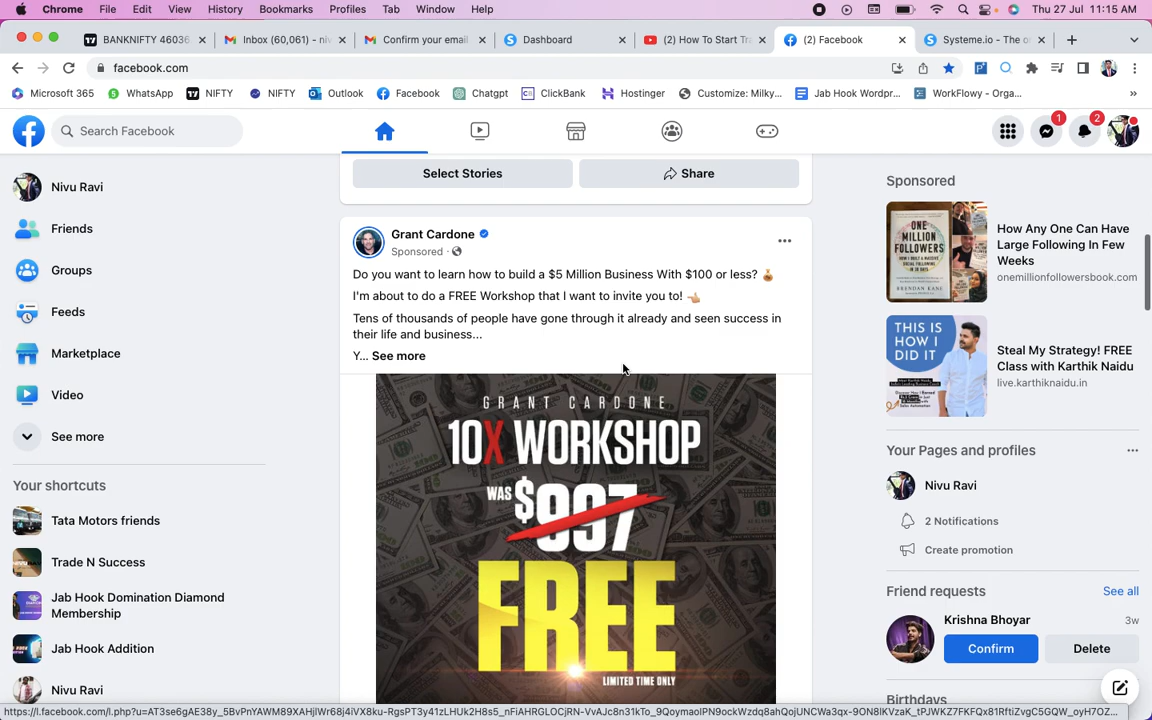 Chrome File Edit View History Bookmarks Profiles Tab Window Help Thu 27 Jul 11:15 AM
BANKNIFTY 46036. Inbox (60,061) - niv Confirm your email (2) How To Start Tra Dashboard (2) Facebook Systeme.io - The o
facebook.com
Microsoft 365 WhatsApp NIFTY NIFTY Outlook Facebook Chatgpt ClickBank Hostinger Customize: Milky... Jab Hook Wordpr... WorkFlowy - Orga... »
Search Facebook
1 2
Nivu Ravi
Friends
Groups
Feeds
Marketplace
Video
See more
Your shortcuts
Tata Motors friends
Trade N Success
Jab Hook Domination Diamond
Membership
Jab Hook Addition
Nivu Ravi
Select Stories Share
Grant Cardone
Sponsored ·
Do you want to learn how to build a $5 Million Business With $100 or less?
I'm about to do a FREE Workshop that I want to invite you to!
Tens of thousands of people have gone through it already and seen success in
their life and business...
Y... See more
GRANT CARDONE
10X WORKSHOP
WAS $997
FREE
LIMITED TIME ONLY
Sponsored
ONE
MILLION
FOLLOWERS
BRENDAN KANE
How Any One Can Have
Large Following In Few
Weeks
onemillionfollowersbook.com
THIS IS
HOW I
DID IT
Steal My Strategy! FREE
Class with Karthik Naidu
live.karthiknaidu.in
Your Pages and profiles
Nivu Ravi
2 Notifications
Create promotion
Friend requests See all
Krishna Bhoyar 3w
Confirm Delete
Birthdays